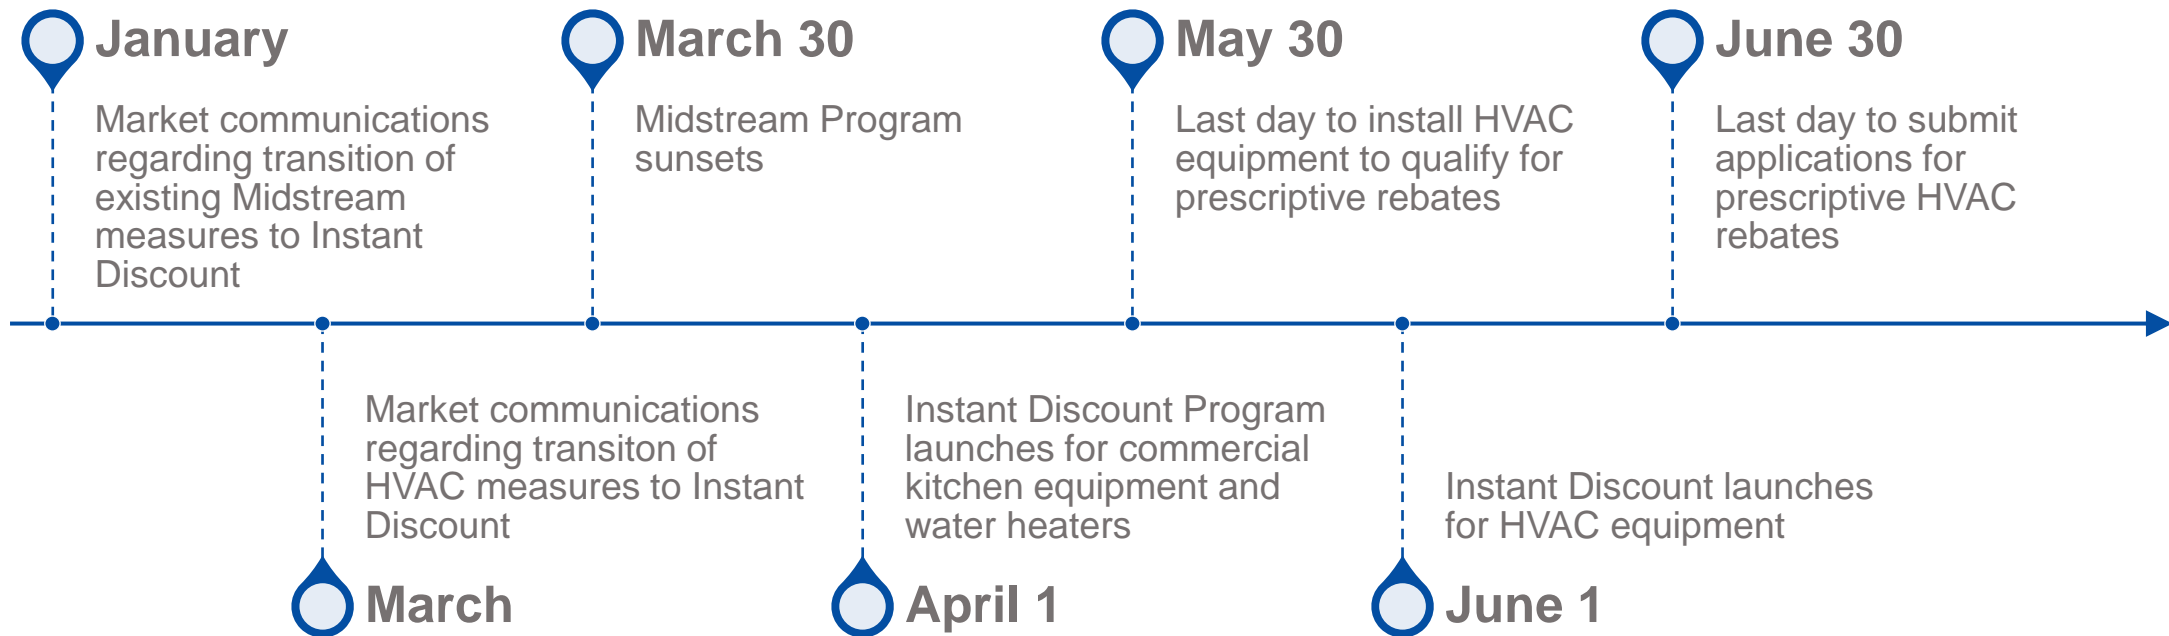 January
Market communications
regarding transition of
existing Midstream
measures to Instant
Discount
March
Market communications
regarding transiton of
HVAC measures to Instant
Discount
March 30
Midstream Program
sunsets
April 1
Instant Discount Program
launches for commercial
kitchen equipment and
water heaters
May 30
Last day to install HVAC
equipment to qualify for
prescriptive rebates
June 1
Instant Discount launches
for HVAC equipment
June 30
Last day to submit
applications for
prescriptive HVAC
rebates